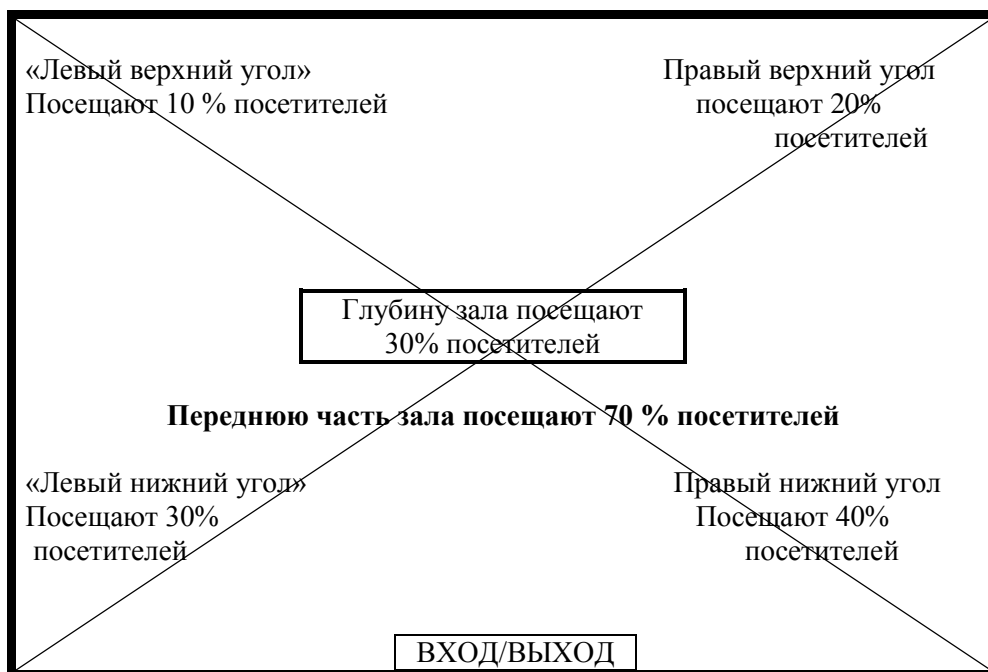 «Левый верхний угол»
Посещают 10 % посетителей
Правый верхний угол
посещают 20%
посетителей
Глубину зала посещают
30% посетителей
Переднюю часть зала посещают 70 % посетителей
«Левый нижний угол»
Посещают 30%
посетителей
Правый нижний угол
Посещают 40%
посетителей
ВХОД/ВЫХОД